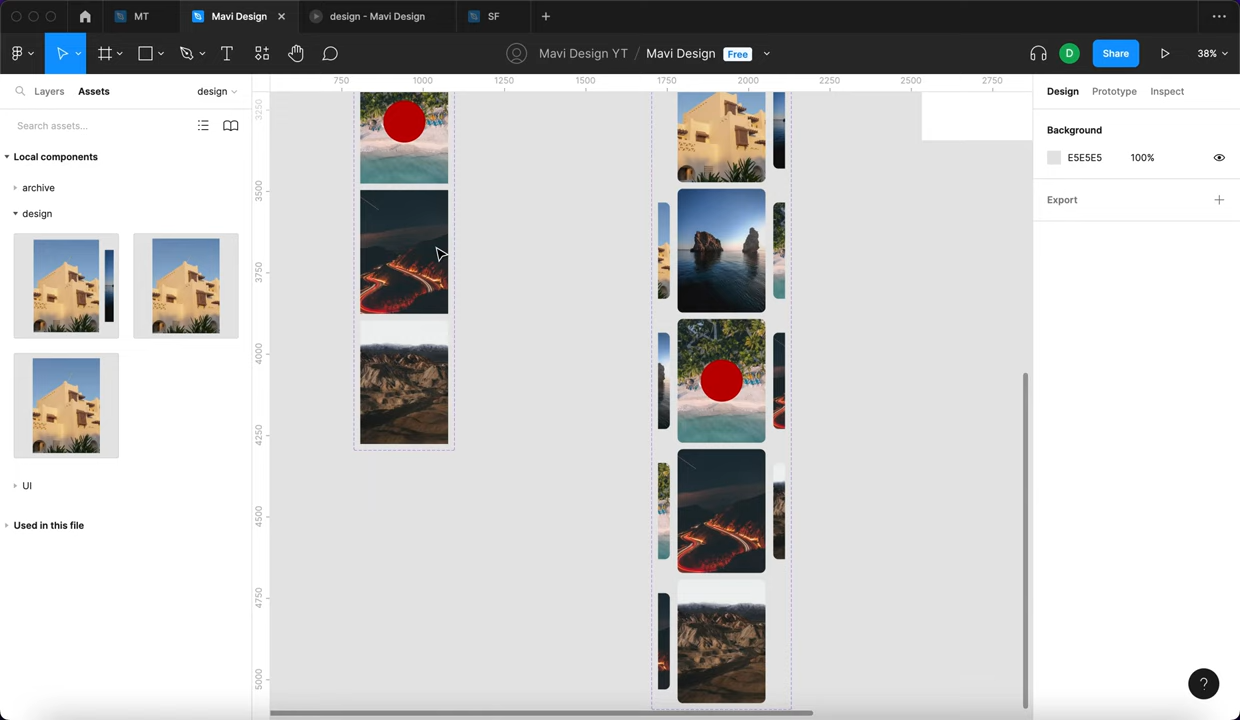 MT
Mavi Design
design - Mavi Design
SF
Mavi Design YT / Mavi Design Free
D
Share
38%
Layers
Assets
design
Search assets...
Local components
archive
design
UI
Used in this file
750
1000
1250
1500
1750
2000
2250
2500
2750
3250
3500
3750
4000
4250
4500
4750
5000
Design
Prototype
Inspect
Background
E5E5E5
100%
Export
?